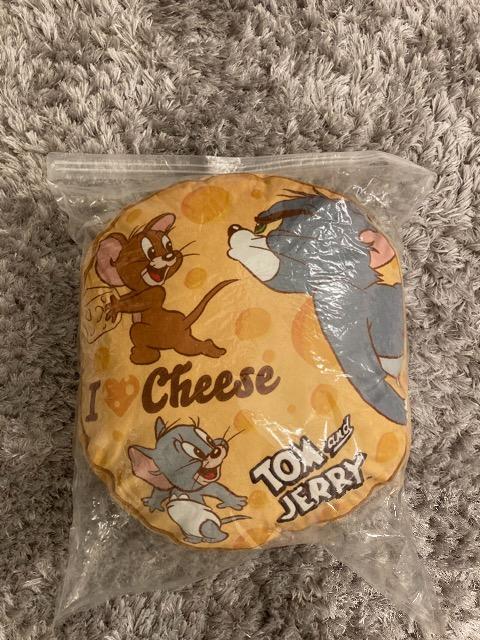 I Cheese
TOM and
JERRY